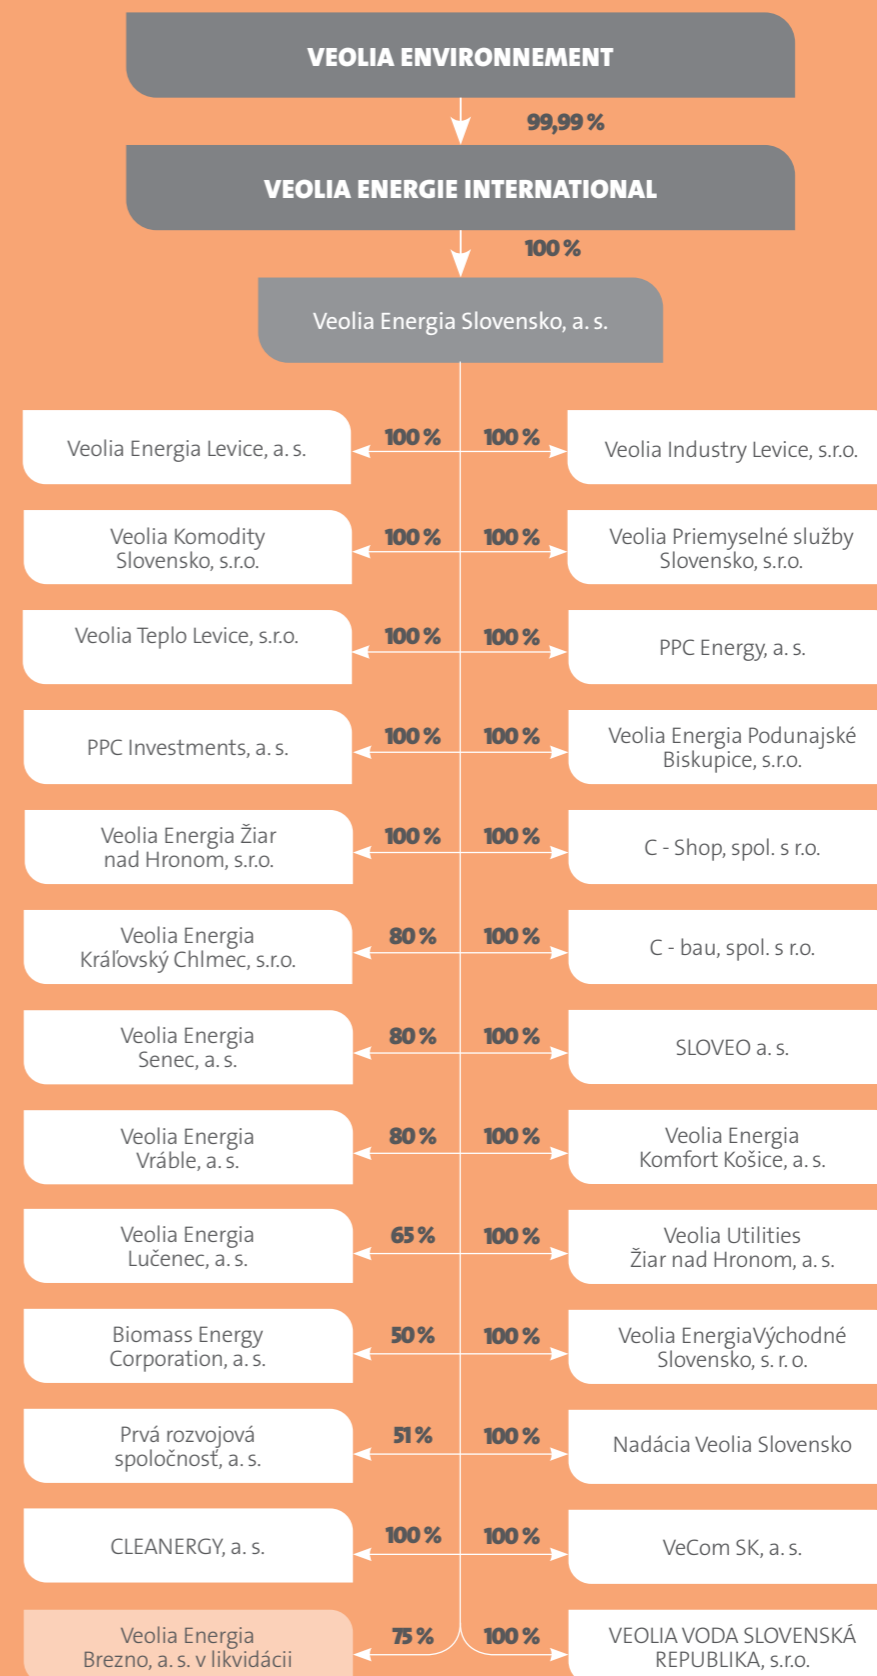 VEOLIA ENVIRONNEMENT
99,99 %
VEOLIA ENERGIE INTERNATIONAL
100 %
Veolia Energia Slovensko, a. s.
Veolia Energia Levice, a. s.
100 %
100 %
Veolia Industry Levice, s.r.o.
Veolia Komodity
Slovensko, s.r.o.
100 %
100 %
Veolia Priemyselné služby
Slovensko, s.r.o.
Veolia Teplo Levice, s.r.o.
100 %
100 %
PPC Energy, a. s.
PPC Investments, a. s.
100 %
100 %
Veolia Energia Podunajské
Biskupice, s.r.o.
Veolia Energia Žiar
nad Hronom, s.r.o.
100 %
100 %
C - Shop, spol. s r.o.
Veolia Energia
Kráľovský Chlmec, s.r.o.
80 %
100 %
C - bau, spol. s r.o.
Veolia Energia
Senec, a. s.
80 %
100 %
SLOVEO a. s.
Veolia Energia
Vráble, a. s.
80 %
100 %
Veolia Energia
Komfort Košice, a. s.
Veolia Energia
Lučenec, a. s.
65 %
100 %
Veolia Utilities
Žiar nad Hronom, a. s.
Biomass Energy
Corporation, a. s.
50 %
100 %
Veolia EnergiaVýchodné
Slovensko, s. r. o.
Prvá rozvojová
spoločnosť, a. s.
51 %
100 %
Nadácia Veolia Slovensko
CLEANERGY, a. s.
100 %
100 %
VeCom SK, a. s.
Veolia Energia
Brezno, a. s. v likvidácii
75 %
100 %
VEOLIA VODA SLOVENSKÁ
REPUBLIKA, s.r.o.